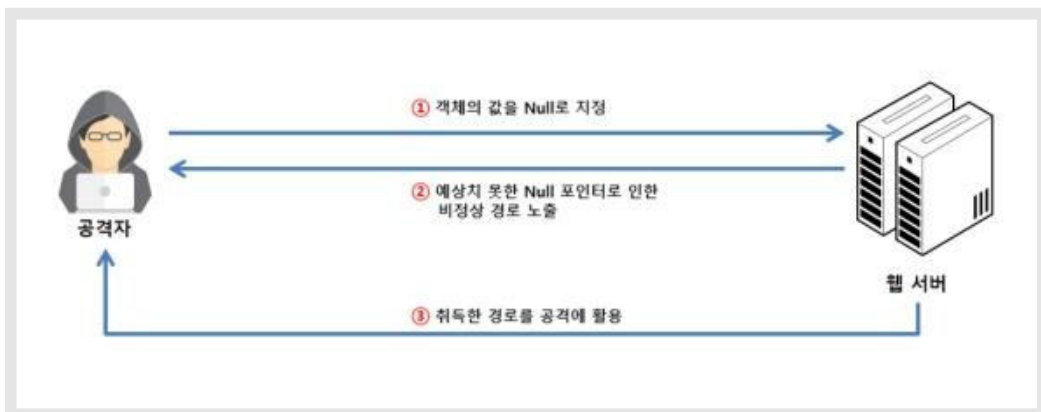 ① 객체의 값을 Null로 지정
② 예상치 못한 Null 포인터로 인한
비정상 경로 노출
공격자
웹 서버
③ 취득한 경로를 공격에 활용